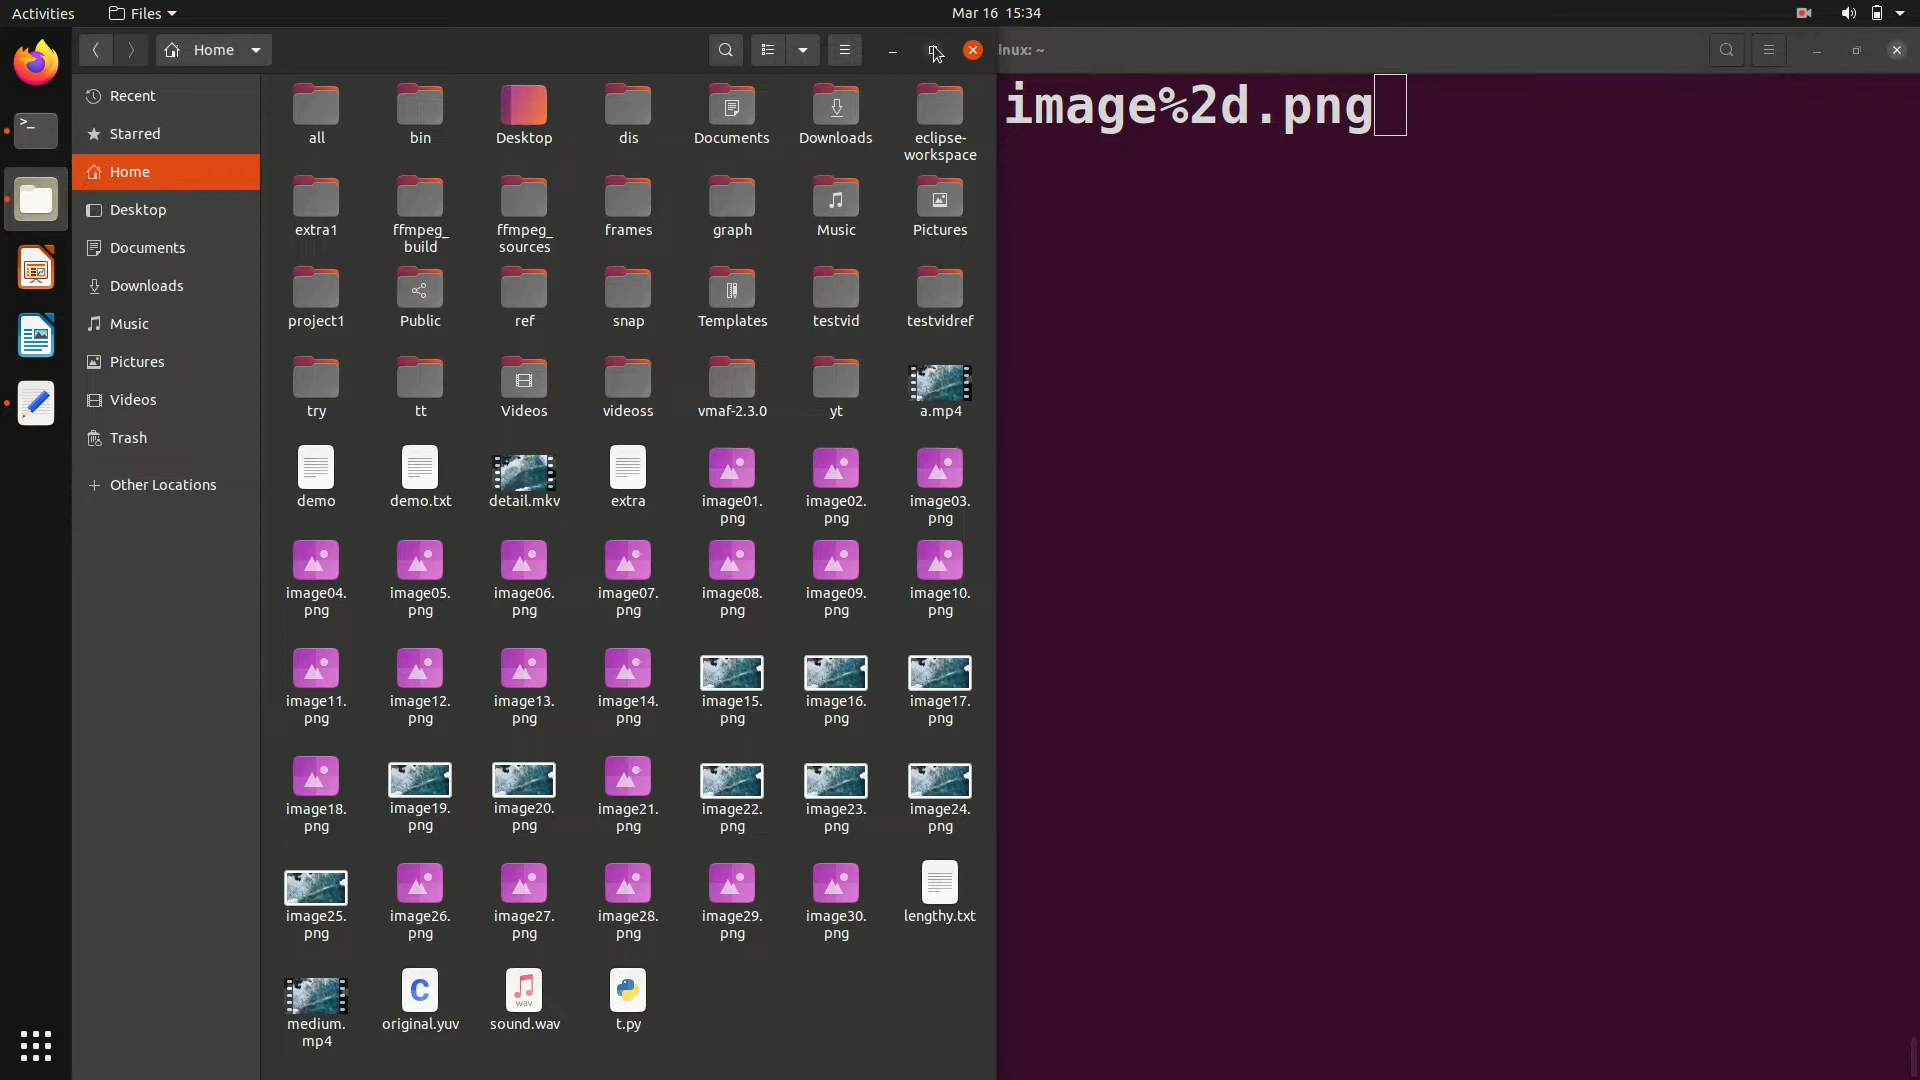 Activities
Files
Mar 16 15:34
Home
inux: ~
image%2d.png
Recent
Starred
Home
Desktop
Documents
Downloads
Music
Pictures
Videos
Trash
+ Other Locations
all
bin
Desktop
dis
Documents
Downloads
eclipse-
workspace
extra1
ffmpeg_
build
ffmpeg_
sources
frames
graph
Music
Pictures
project1
Public
ref
snap
Templates
testvid
testvidref
try
tt
Videos
videoss
vmaf-2.3.0
yt
a.mp4
demo
demo.txt
detail.mkv
extra
image01.
png
image02.
png
image03.
png
image04.
png
image05.
png
image06.
png
image07.
png
image08.
png
image09.
png
image10.
png
image11.
png
image12.
png
image13.
png
image14.
png
image15.
png
image16.
png
image17.
png
image18.
png
image19.
png
image20.
png
image21.
png
image22.
png
image23.
png
image24.
png
image25.
png
image26.
png
image27.
png
image28.
png
image29.
png
image30.
png
lengthy.txt
medium.
mp4
C
original.yuv
wav
sound.wav
t.py